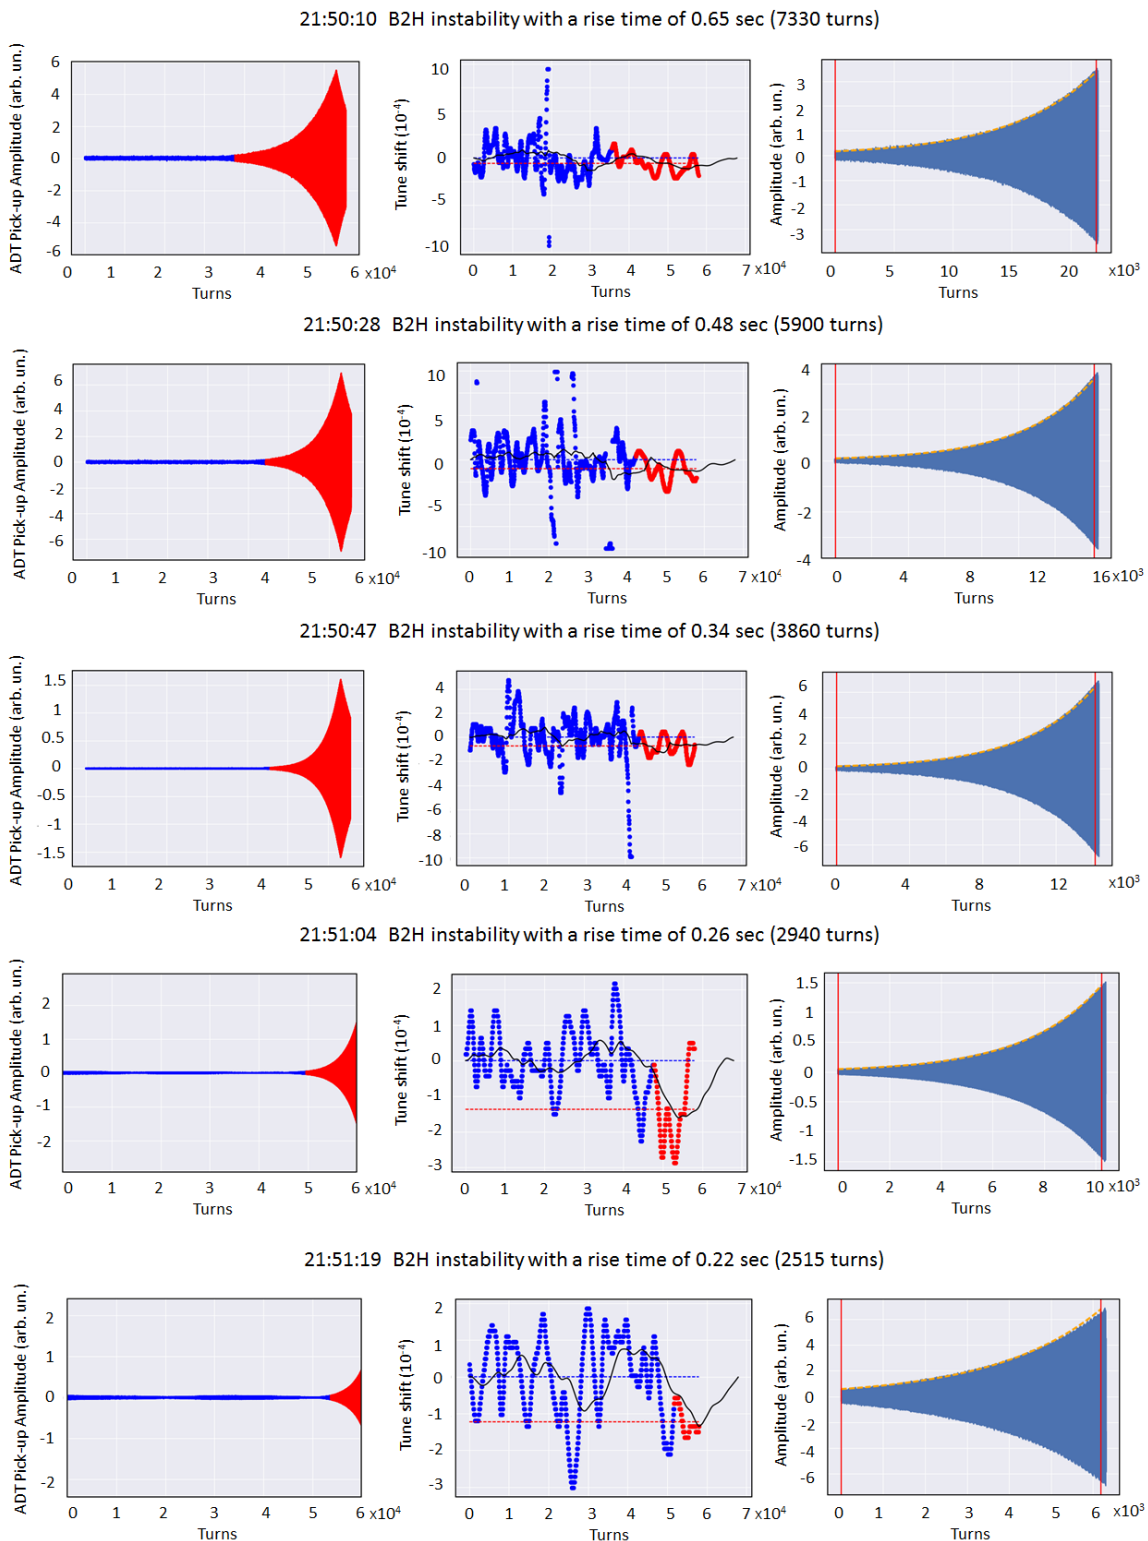 21:50:10 B2H instability with a rise time of 0.65 sec (7330 turns)
ADT Pick-up Amplitude (arb. un.)
6
4
2
0
-2
-4
-6
0 1 2 3 4 5 6 x10⁴
Turns
Tune shift (10⁻⁴)
10
5
0
-5
-10
0 1 2 3 4 5 6 7 x10⁴
Turns
Amplitude (arb. un.)
3
2
1
0
-1
-2
-3
0 5 10 15 20 x10³
Turns
21:50:28 B2H instability with a rise time of 0.48 sec (5900 turns)
ADT Pick-up Amplitude (arb. un.)
6
4
2
0
-2
-4
-6
0 1 2 3 4 5 6 x10⁴
Turns
Tune shift (10⁻⁴)
10
5
0
-5
-10
0 1 2 3 4 5 6 7 x10⁴
Turns
Amplitude (arb. un.)
4
2
0
-2
-4
0 4 8 12 16 x10³
Turns
21:50:47 B2H instability with a rise time of 0.34 sec (3860 turns)
ADT Pick-up Amplitude (arb. un.)
1.5
1
0.5
0
-0.5
-1
-1.5
0 1 2 3 4 5 6 x10⁴
Turns
Tune shift (10⁻⁴)
4
2
0
-2
-4
-6
-8
-10
0 1 2 3 4 5 6 7 x10⁴
Turns
Amplitude (arb. un.)
6
4
2
0
-2
-4
-6
0 4 8 12 x10³
Turns
21:51:04 B2H instability with a rise time of 0.26 sec (2940 turns)
ADT Pick-up Amplitude (arb. un.)
2
1
0
-1
-2
0 1 2 3 4 5 6 x10⁴
Turns
Tune shift (10⁻⁴)
2
1
0
-1
-2
-3
0 1 2 3 4 5 6 7 x10⁴
Turns
Amplitude (arb. un.)
1.5
1
0.5
0
-0.5
-1
-1.5
0 2 4 6 8 10 x10³
Turns
21:51:19 B2H instability with a rise time of 0.22 sec (2515 turns)
ADT Pick-up Amplitude (arb. un.)
2
1
0
-1
-2
0 1 2 3 4 5 6 x10⁴
Turns
Tune shift (10⁻⁴)
2
1
0
-1
-2
-3
0 1 2 3 4 5 6 7 x10⁴
Turns
Amplitude (arb. un.)
6
4
2
0
-2
-4
-6
0 1 2 3 4 5 6 x10³
Turns